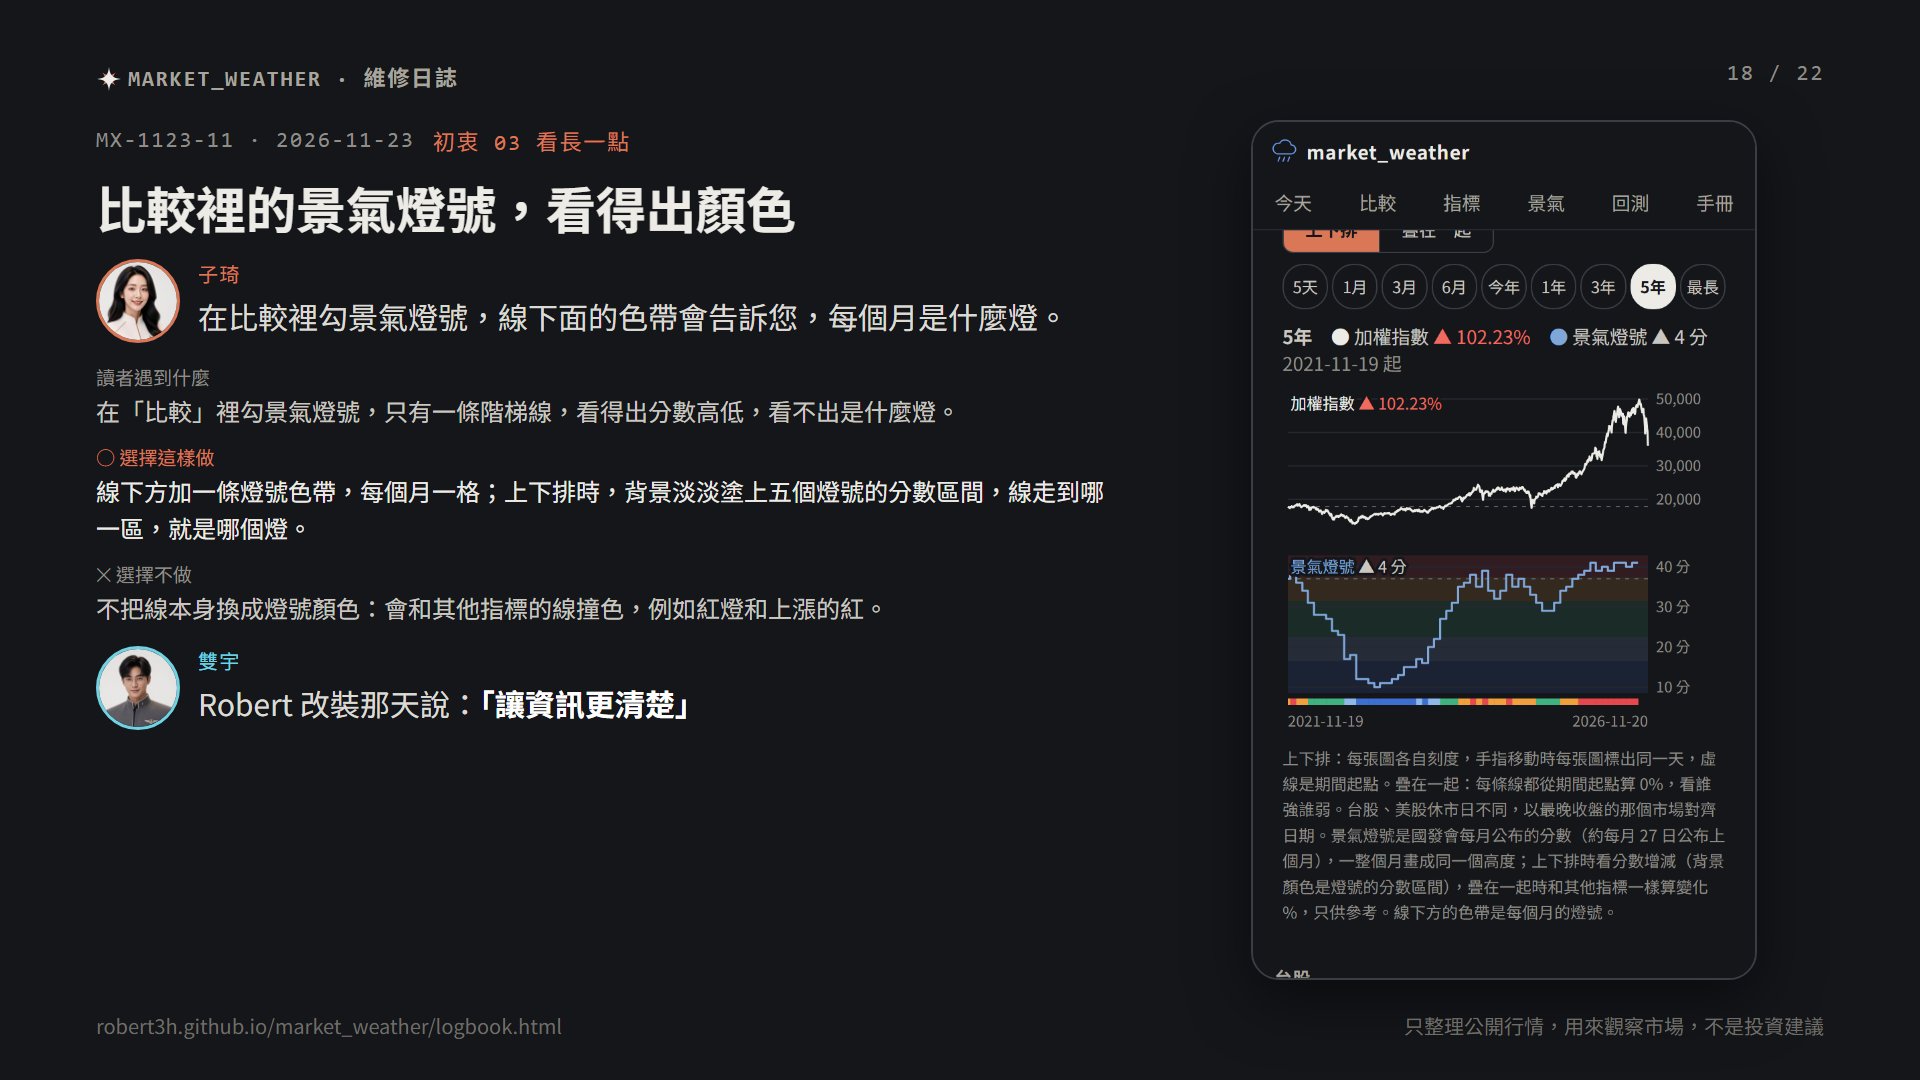 MARKET_WEATHER · 維修日誌
18 / 22
MX-1123-11 · 2026-11-23 初衷 03 看長一點
比較裡的景氣燈號，看得出顏色
子琦
在比較裡勾景氣燈號，線下面的色帶會告訴您，每個月是什麼燈。
讀者遇到什麼
在「比較」裡勾景氣燈號，只有一條階梯線，看得出分數高低，看不出是什麼燈。
○ 選擇這樣做
線下方加一條燈號色帶，每個月一格；上下排時，背景淡淡塗上五個燈號的分數區間，線走到哪
一區，就是哪個燈。
✕ 選擇不做
不把線本身換成燈號顏色：會和其他指標的線撞色，例如紅燈和上漲的紅。
雙宇
Robert 改裝那天說：「讓資訊更清楚」
market_weather
今天 比較 指標 景氣 回測 手冊
上下排 疊在一起
5天 1月 3月 6月 今年 1年 3年 5年 最長
5年 加權指數 ▲ 102.23% 景氣燈號 ▲ 4 分
2021-11-19 起
加權指數 ▲ 102.23%
50,000
40,000
30,000
20,000
景氣燈號 ▲ 4 分
40 分
30 分
20 分
10 分
2021-11-19 2026-11-20
上下排：每張圖各自刻度，手指移動時每張圖標出同一天，虛
線是期間起點。疊在一起：每條線都從期間起點算 0%，看誰
強誰弱。台股、美股休市日不同，以最晚收盤的那個市場對齊
日期。景氣燈號是國發會每月公布的分數（約每月 27 日公布上
個月），一整個月畫成同一個高度；上下排時看分數增減（背景
顏色是燈號的分數區間），疊在一起時和其他指標一樣算變化
%，只供參考。線下方的色帶是每個月的燈號。
台股
robert3h.github.io/market_weather/logbook.html
只整理公開行情，用來觀察市場，不是投資建議